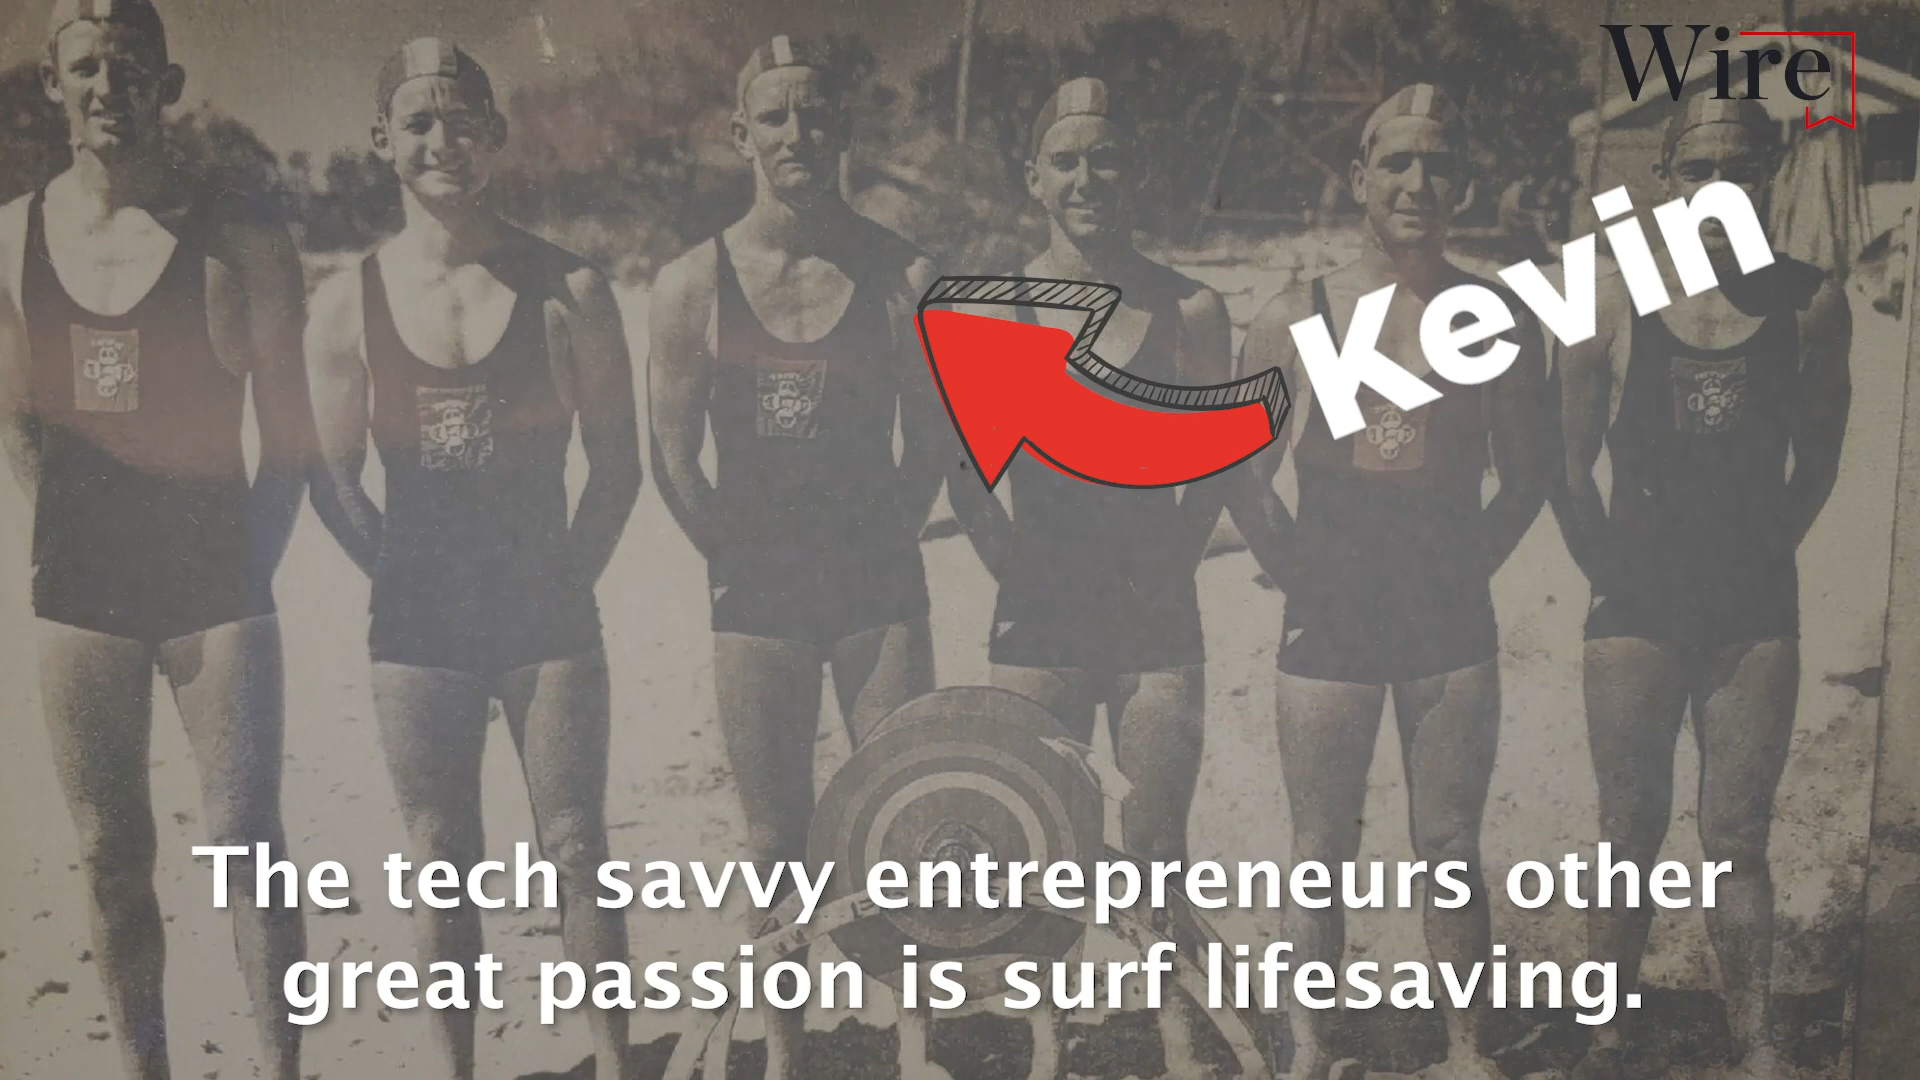 Wire
Kevin
The tech savvy entrepreneurs other
great passion is surf lifesaving.